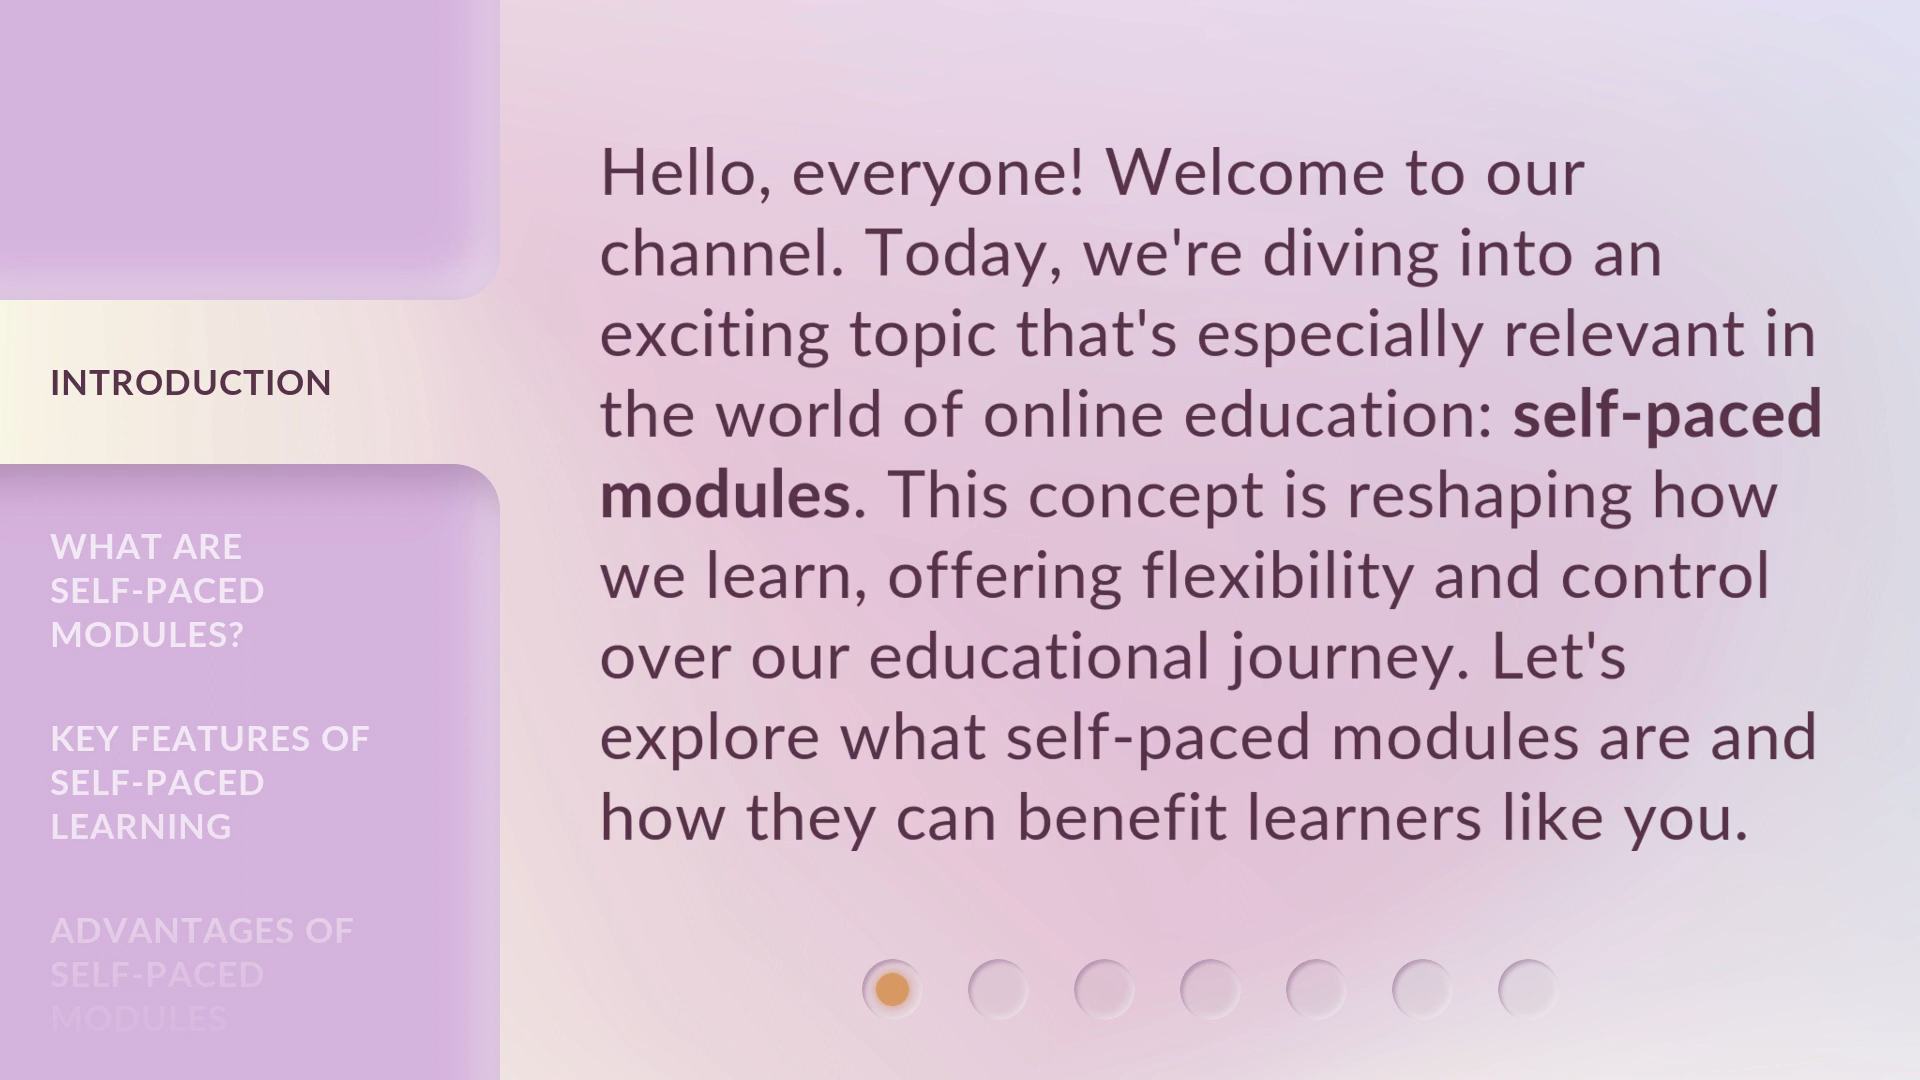 INTRODUCTION
WHAT ARE
SELF-PACED
MODULES?
KEY FEATURES OF
SELF-PACED
LEARNING
ADVANTAGES OF
SELF-PACED
MODULES
Hello, everyone! Welcome to our
channel. Today, we're diving into an
exciting topic that's especially relevant in
the world of online education: self-paced
modules. This concept is reshaping how
we learn, offering flexibility and control
over our educational journey. Let's
explore what self-paced modules are and
how they can benefit learners like you.